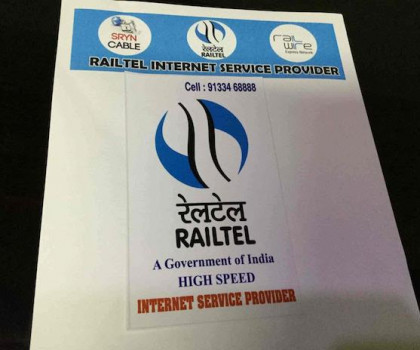 SRYN
CABLE
रेलटेल
RAILTEL
RAIL
WIRE
RAILTEL INTERNET SERVICE PROVIDER
Cell : 91334 68888
रेलटेल
RAILTEL
A Government of India
HIGH SPEED
INTERNET SERVICE PROVIDER